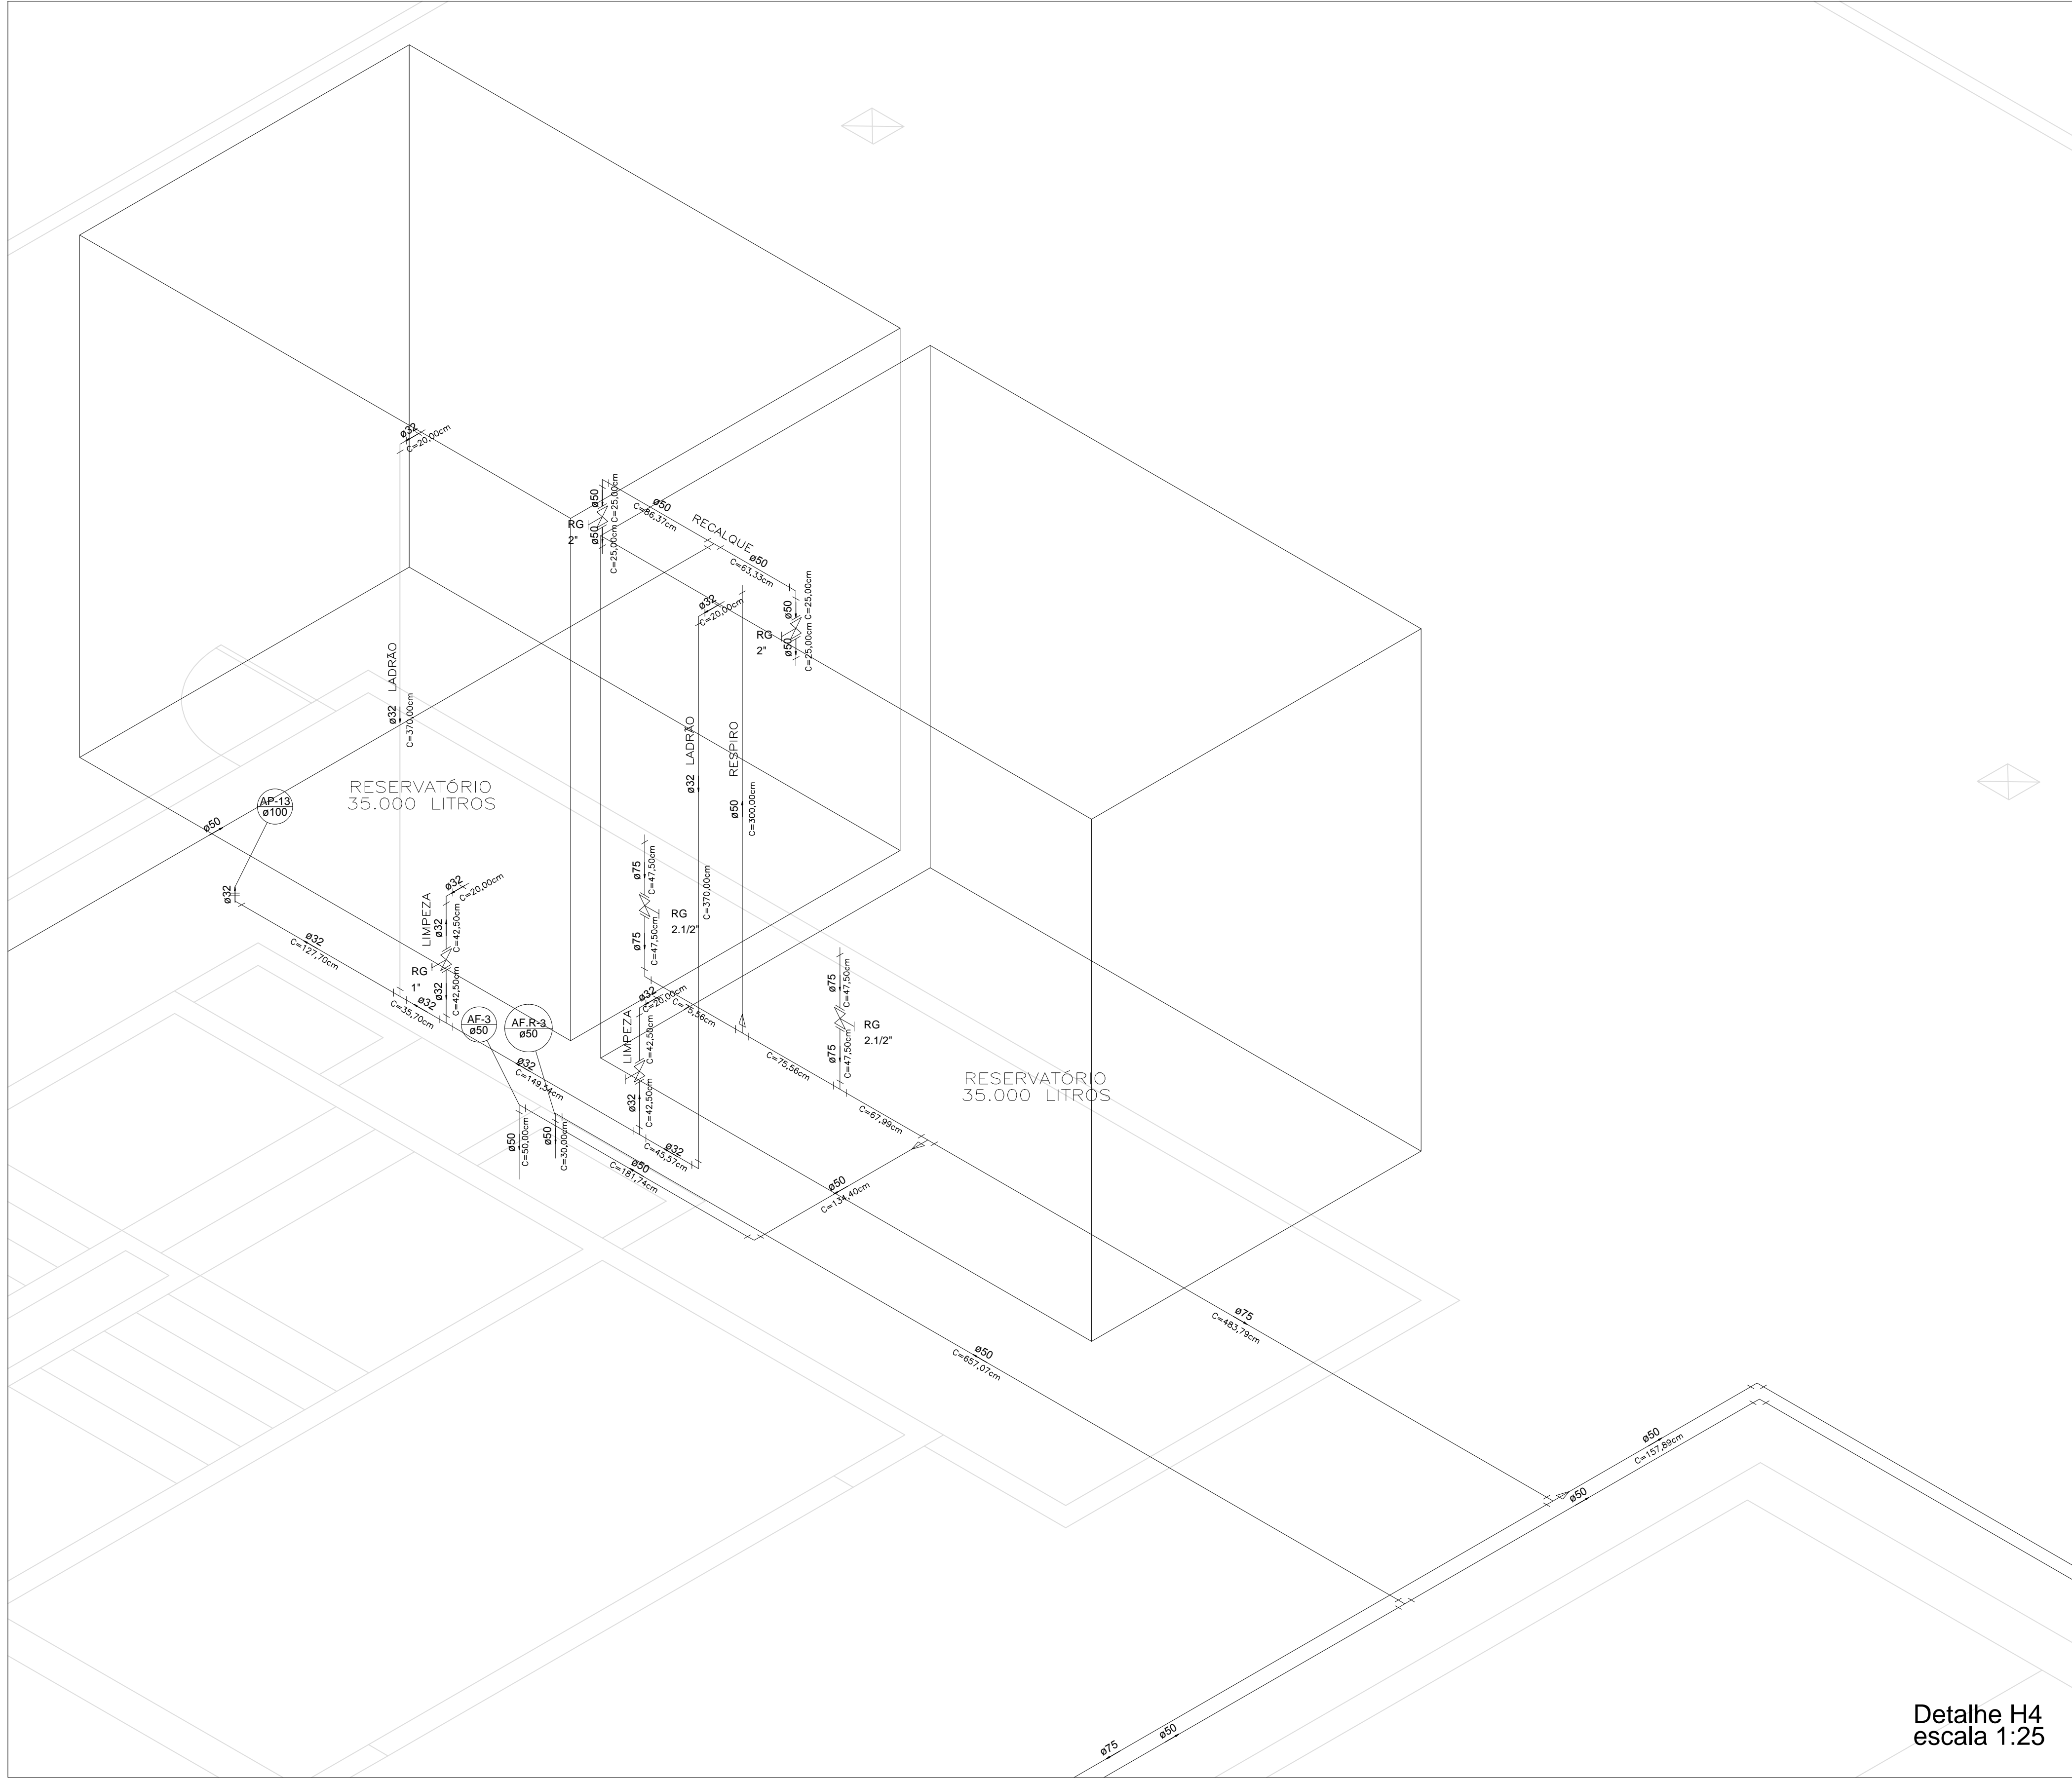 ø32
C=20,00cm
ø50
C=25,00cm
RG
2"
ø50
C=25,00cm
ø50
C=86,37cm
RECALQUE
ø50
C=63,33cm
ø50
C=25,00cm
RG
2"
ø50
C=25,00cm
ø32
C=20,00cm
LADRÃO
ø32
C=370,00cm
LADRÃO
ø32
C=370,00cm
RESPIRO
ø50
C=300,00cm
RESERVATÓRIO
35.000 LITROS
AP-13
ø100
ø50
ø32
ø32
C=127,70cm
LIMPEZA
ø32
C=20,00cm
ø32
C=42,50cm
RG
1"
ø32
C=42,50cm
ø32
C=35,70cm
ø75
C=47,50cm
RG
2.1/2"
ø75
C=47,50cm
ø75
C=47,50cm
RG
2.1/2"
ø75
C=47,50cm
AF-3
ø50
AF.R-3
ø50
ø32
C=20,00cm
C=75,56cm
LIMPEZA
C=42,50cm
ø32
C=42,50cm
ø32
C=149,54cm
C=75,56cm
C=67,99cm
RESERVATÓRIO
35.000 LITROS
ø50
C=50,00cm
ø50
C=30,00cm
ø32
C=45,57cm
ø50
C=181,74cm
ø50
C=134,40cm
ø75
C=483,79cm
ø50
C=657,07cm
ø50
C=157,89cm
ø50
ø75
ø50
Detalhe H4
escala 1:25